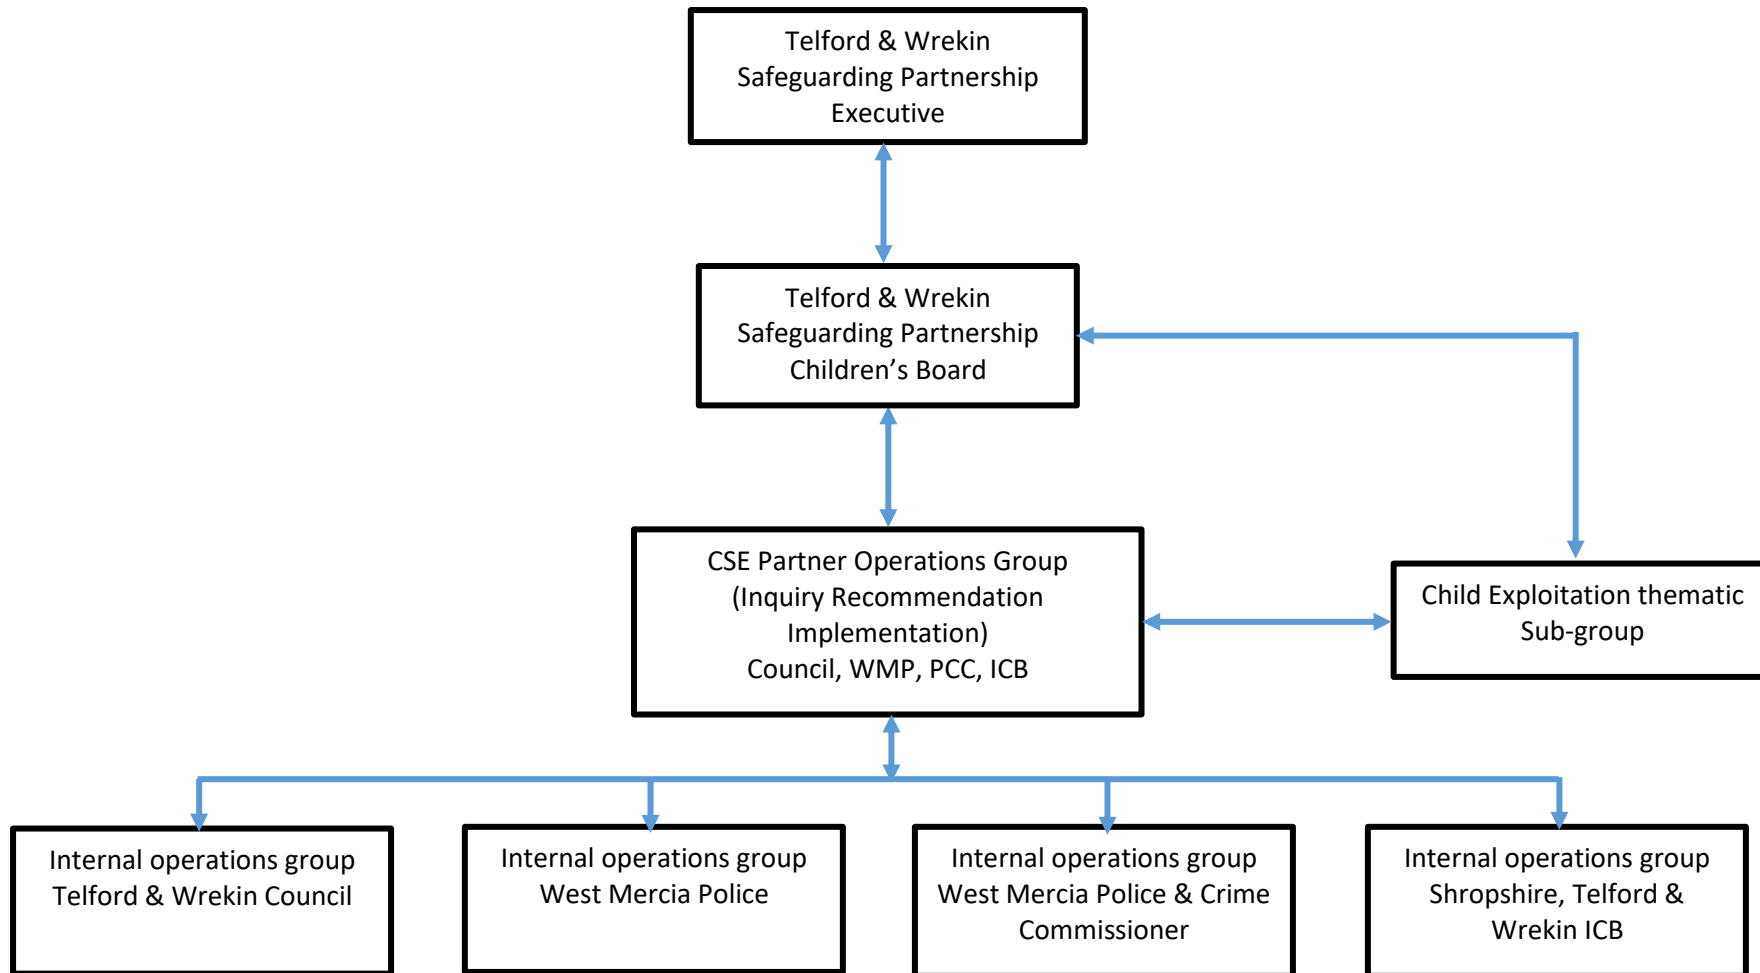 Telford & Wrekin
Safeguarding Partnership
Executive
Telford & Wrekin
Safeguarding Partnership
Children’s Board
CSE Partner Operations Group
(Inquiry Recommendation
Implementation)
Council, WMP, PCC, ICB
Child Exploitation thematic
Sub-group
Internal operations group
Telford & Wrekin Council
Internal operations group
West Mercia Police
Internal operations group
West Mercia Police & Crime
Commissioner
Internal operations group
Shropshire, Telford &
Wrekin ICB